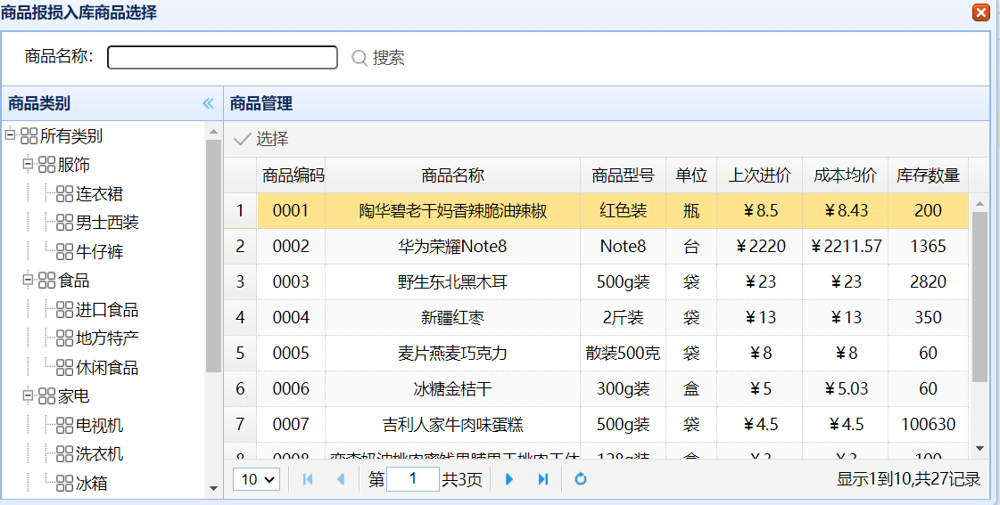 商品报损入库商品选择
商品名称： 搜索
商品类别
所有类别
服饰
连衣裙
男士西装
牛仔裤
食品
进口食品
地方特产
休闲食品
家电
电视机
洗衣机
冰箱
商品管理
选择
商品编码 商品名称 商品型号 单位 上次进价 成本均价 库存数量
1 0001 陶华碧老干妈香辣脆油辣椒 红色装 瓶 ¥8.5 ¥8.43 200
2 0002 华为荣耀Note8 Note8 台 ¥2220 ¥2211.57 1365
3 0003 野生东北黑木耳 500g装 袋 ¥23 ¥23 2820
4 0004 新疆红枣 2斤装 袋 ¥13 ¥13 350
5 0005 麦片燕麦巧克力 散装500克 袋 ¥8 ¥8 60
6 0006 冰糖金桔干 300g装 盒 ¥5 ¥5.03 60
7 0007 吉利人家牛肉味蛋糕 500g装 袋 ¥4.5 ¥4.5 100630
8 0008 128g装 盒 ¥3 ¥3 100
10 第 1 共3页 显示1到10,共27记录